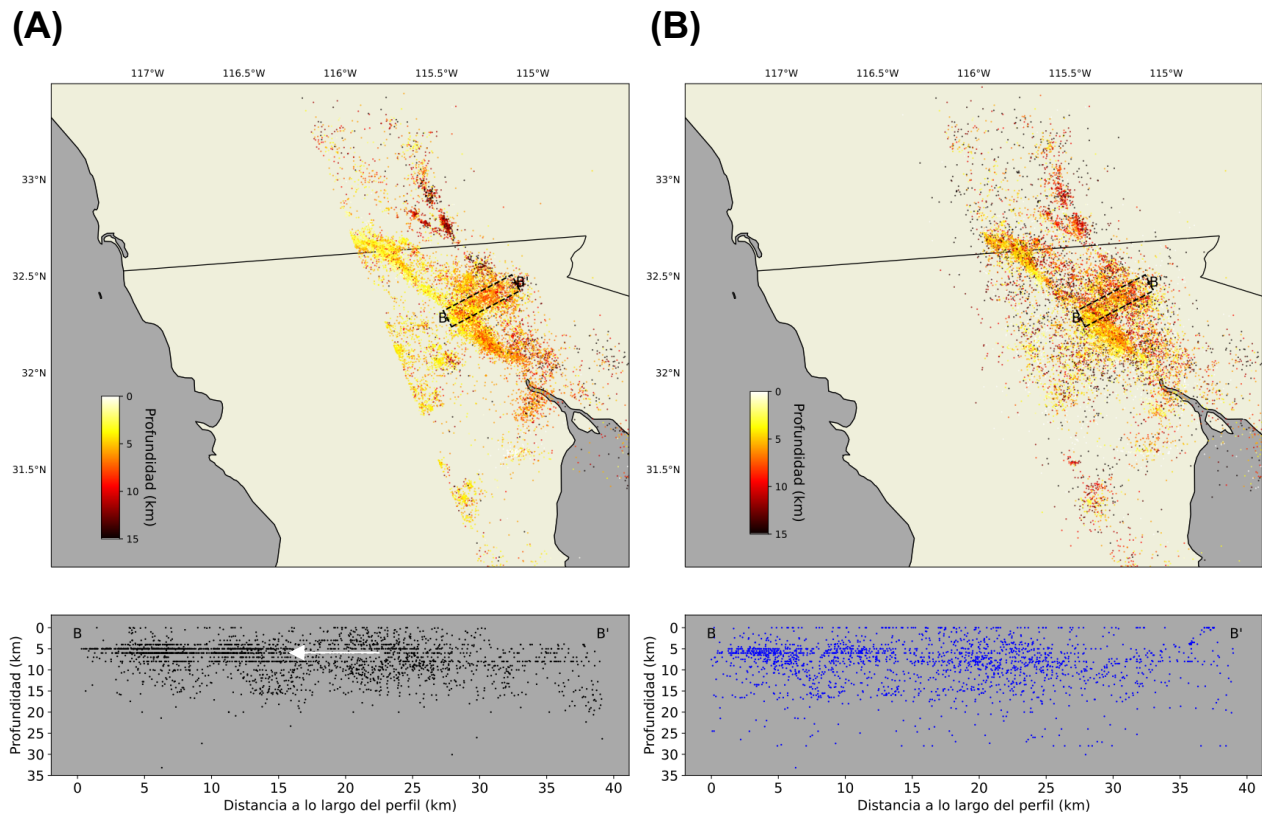 (A)
(B)
117°W 116.5°W 116°W 115.5°W 115°W
117°W 116.5°W 116°W 115.5°W 115°W
33°N
32.5°N
32°N
31.5°N
B
B'
0
5
10
15
Profundidad (km)
33°N
32.5°N
32°N
31.5°N
B
B'
0
5
10
15
Profundidad (km)
Profundidad (km)
0
5
10
15
20
25
30
35
B B'
0 5 10 15 20 25 30 35 40
Distancia a lo largo del perfil (km)
Profundidad (km)
0
5
10
15
20
25
30
35
B B'
0 5 10 15 20 25 30 35 40
Distancia a lo largo del perfil (km)